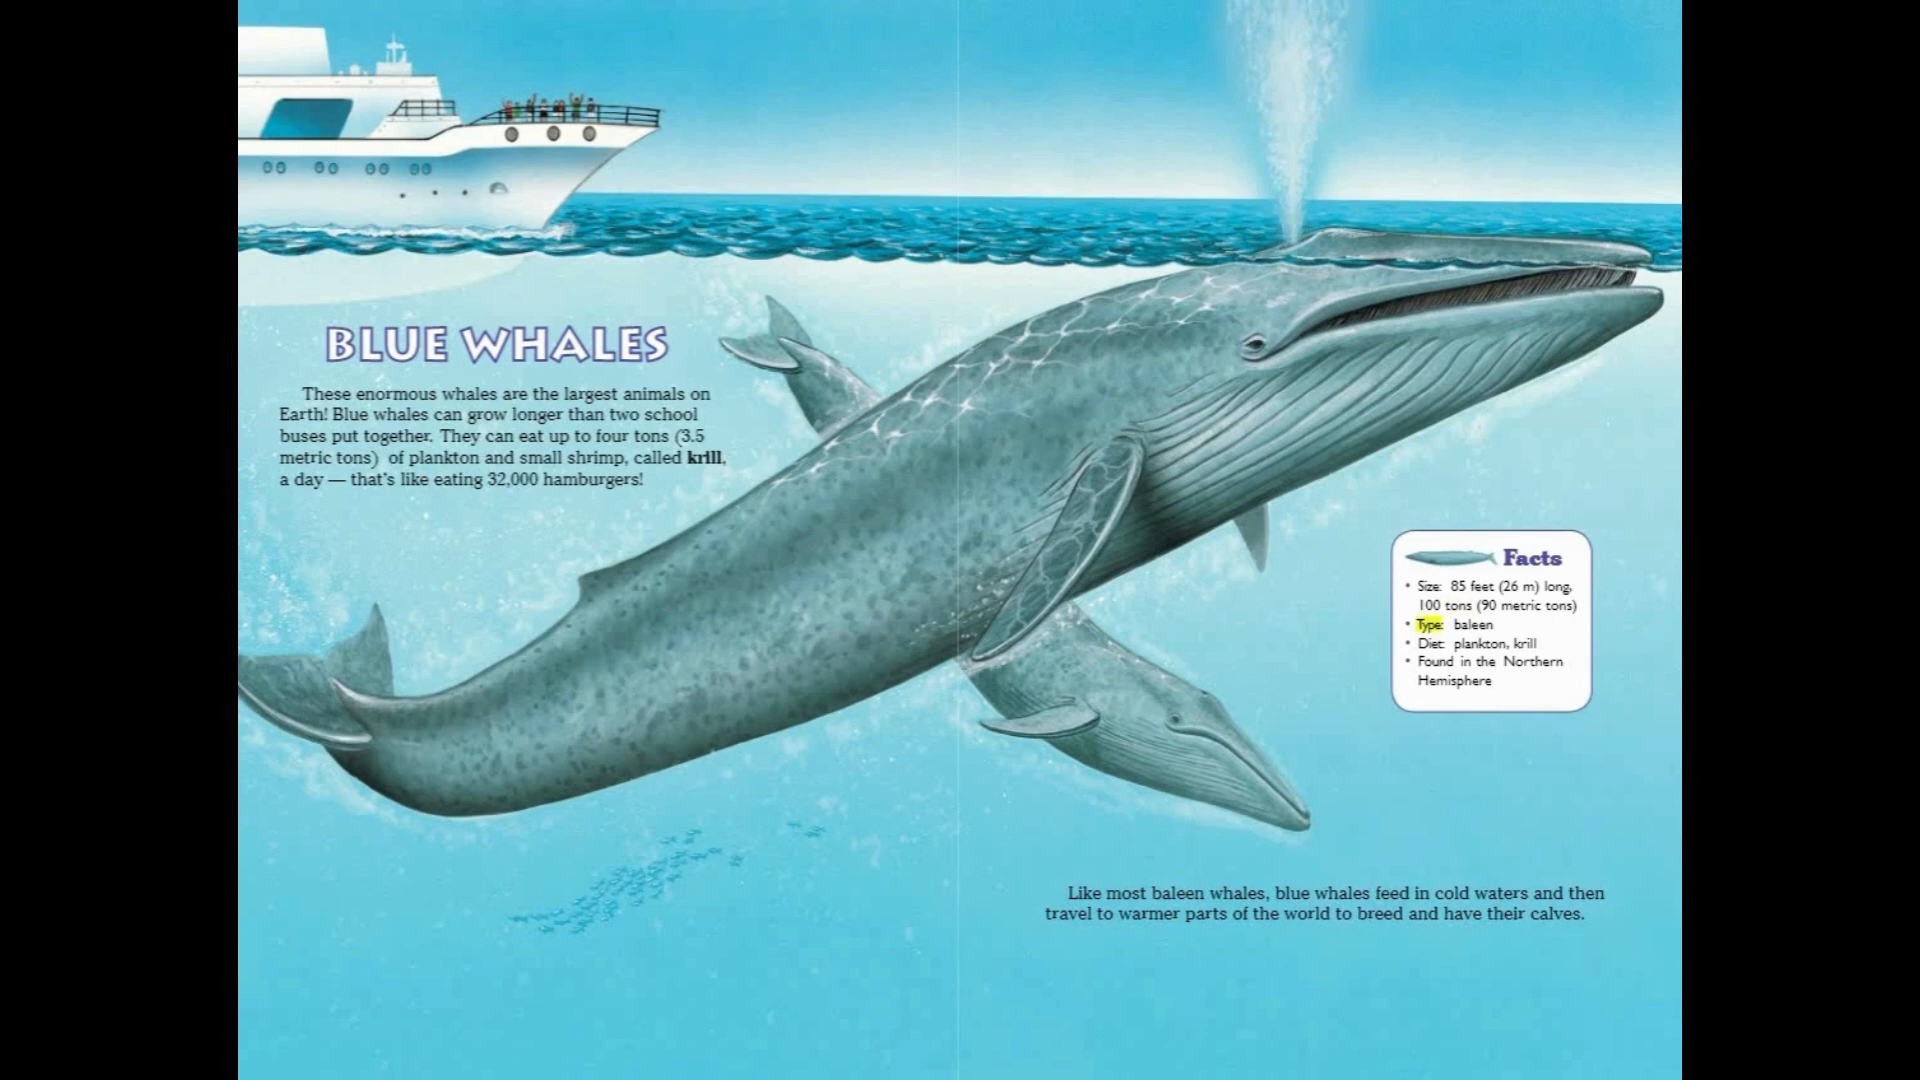 BLUE WHALES
These enormous whales are the largest animals on
Earth! Blue whales can grow longer than two school
buses put together. They can eat up to four tons (3.5
metric tons) of plankton and small shrimp, called krill,
a day — that's like eating 32,000 hamburgers!
Facts
• Size: 85 feet (26 m) long,
100 tons (90 metric tons)
• Type: baleen
• Diet: plankton, krill
• Found in the Northern
Hemisphere
Like most baleen whales, blue whales feed in cold waters and then
travel to warmer parts of the world to breed and have their calves.